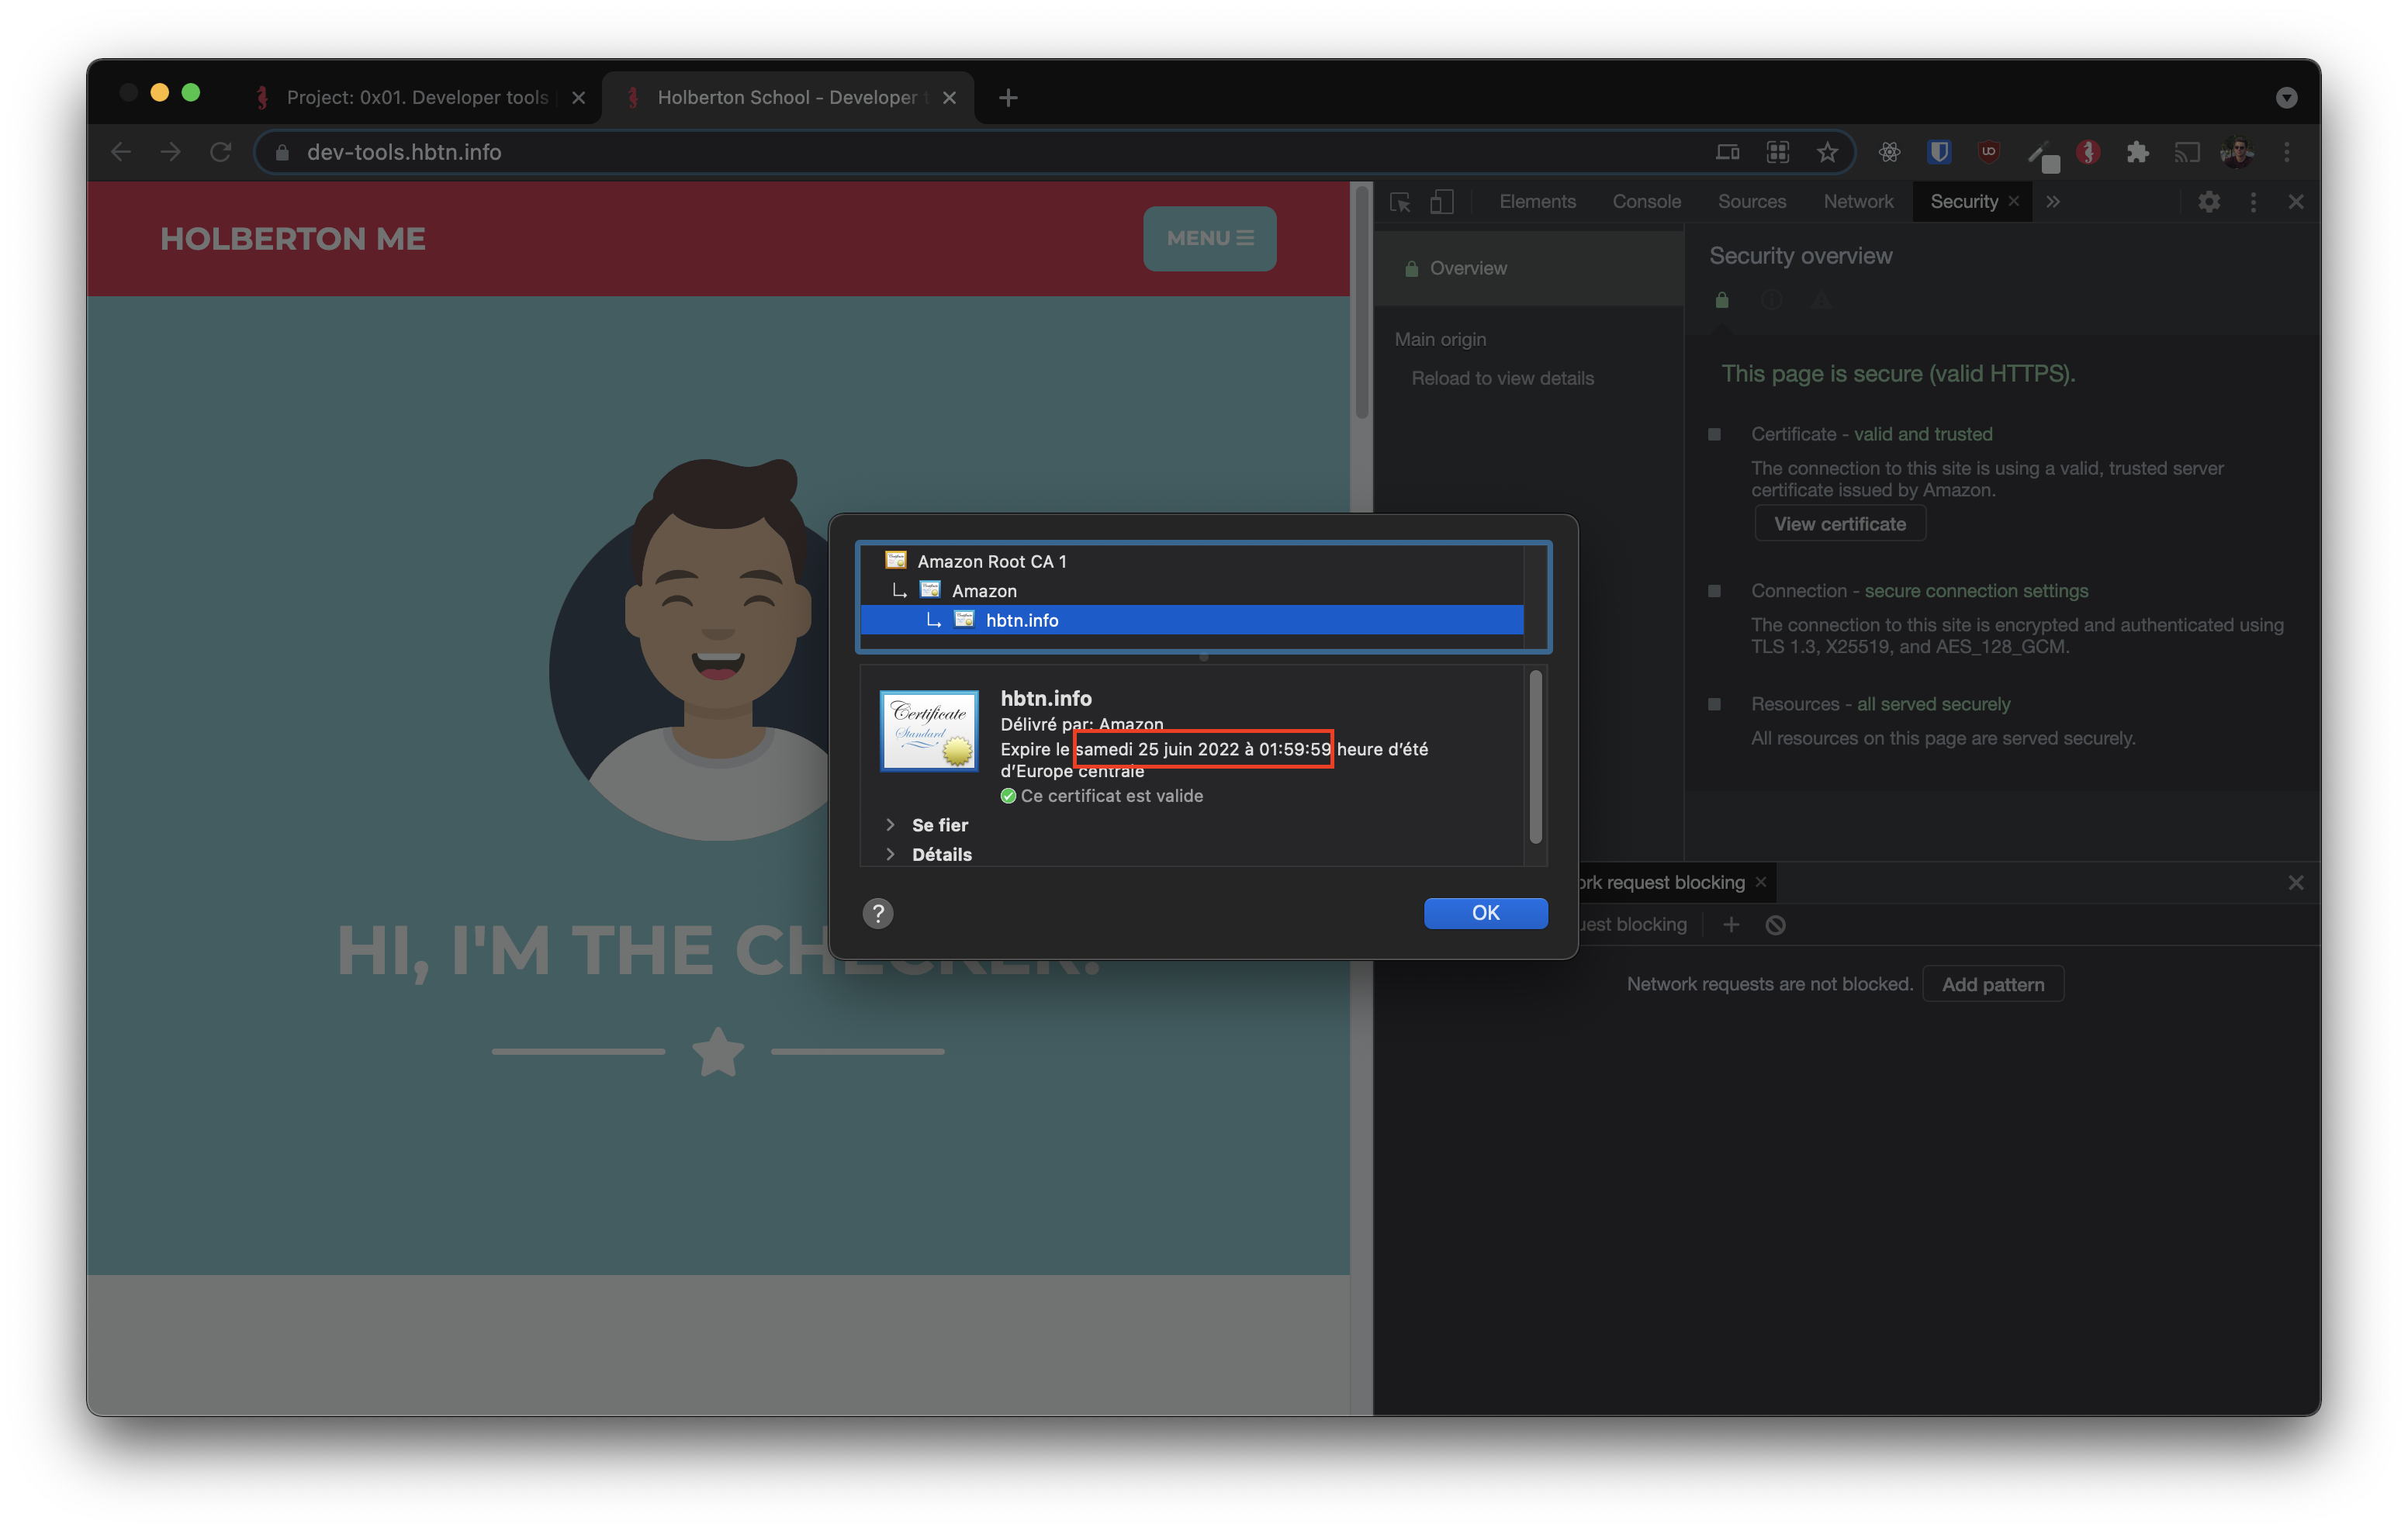 Project: 0x01. Developer tools
Holberton School - Developer
dev-tools.hbtn.info
HOLBERTON ME
MENU
HI, I'M THE CHECKER!
Elements
Console
Sources
Network
Security
Overview
Main origin
Reload to view details
Security overview
This page is secure (valid HTTPS).
Certificate - valid and trusted
The connection to this site is using a valid, trusted server
certificate issued by Amazon.
View certificate
Connection - secure connection settings
The connection to this site is encrypted and authenticated using
TLS 1.3, X25519, and AES_128_GCM.
Resources - all served securely
All resources on this page are served securely.
Amazon Root CA 1
Amazon
hbtn.info
Certificate
Standard
hbtn.info
Délivré par: Amazon
Expire le samedi 25 juin 2022 à 01:59:59 heure d’été
d’Europe centrale
Ce certificat est valide
Se fier
Détails
?
OK
request blocking
blocking
Network requests are not blocked.
Add pattern